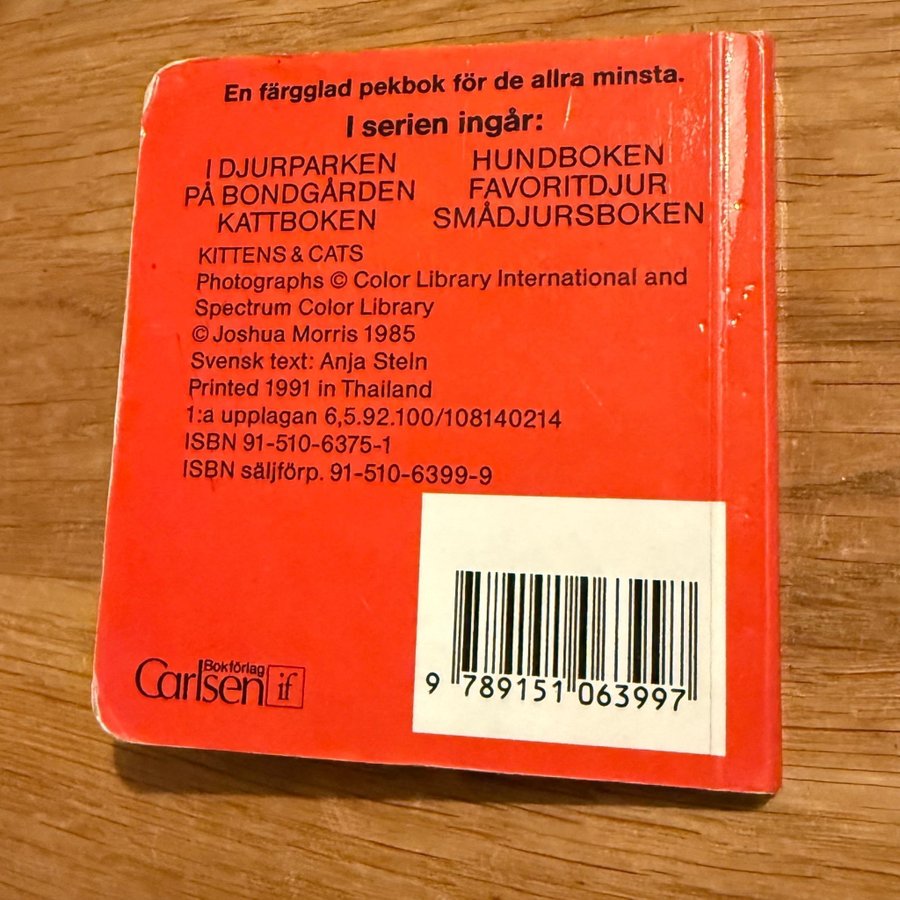 En färgglad pekbok för de allra minsta.
I serien ingår:
I DJURPARKEN
PÅ BONDGÅRDEN
KATTBOKEN
HUNDBOKEN
FAVORITDJUR
SMÅDJURSBOKEN
KITTENS & CATS
Photographs © Color Library International and
Spectrum Color Library
© Joshua Morris 1985
Svensk text: Anja Stein
Printed 1991 in Thailand
1:a upplagan 6,5.92.100/108140214
ISBN 91-510-6375-1
ISBN säljförp. 91-510-6399-9
Bokförlag
Carlsen if
9 789151 063997